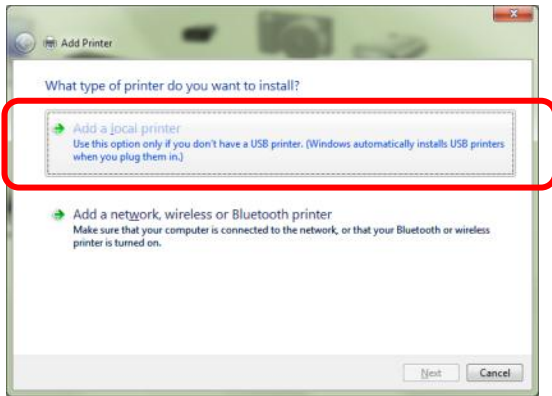 Add Printer
What type of printer do you want to install?
Add a local printer
Use this option only if you don't have a USB printer. (Windows automatically installs USB printers
when you plug them in.)
Add a network, wireless or Bluetooth printer
Make sure that your computer is connected to the network, or that your Bluetooth or wireless
printer is turned on.
Next
Cancel